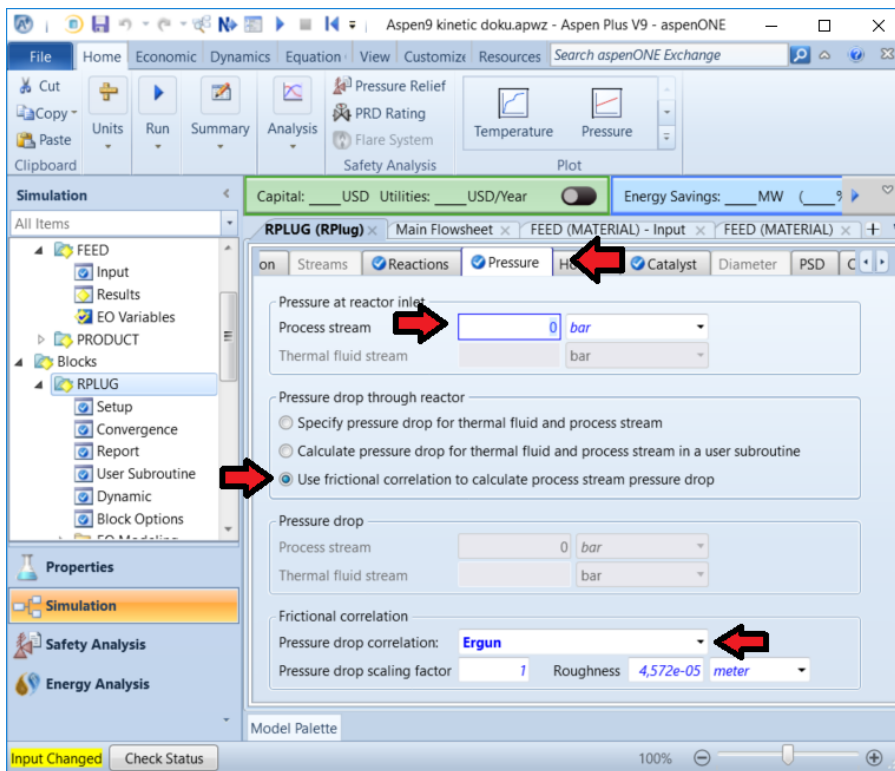 Aspen9 kinetic doku.apwz - Aspen Plus V9 - aspenONE
File Home Economic Dynamics Equation View Customize Resources Search aspenONE Exchange
Cut
Copy
Paste
Clipboard
Units
Run
Summary
Analysis
Pressure Relief
PRD Rating
Flare System
Safety Analysis
Temperature
Pressure
Plot
Simulation
Capital: ____USD Utilities: ____USD/Year
Energy Savings: ____MW (____%
All Items
RPLUG (RPlug) Main Flowsheet FEED (MATERIAL) - Input FEED (MATERIAL)
FEED
Input
Results
EO Variables
PRODUCT
Blocks
RPLUG
Setup
Convergence
Report
User Subroutine
Dynamic
Block Options
EO Modeling
Properties
Simulation
Safety Analysis
Energy Analysis
on Streams Reactions Pressure Ho Catalyst Diameter PSD C
Pressure at reactor inlet
Process stream 0 bar
Thermal fluid stream bar
Pressure drop through reactor
Specify pressure drop for thermal fluid and process stream
Calculate pressure drop for thermal fluid and process stream in a user subroutine
Use frictional correlation to calculate process stream pressure drop
Pressure drop
Process stream 0 bar
Thermal fluid stream bar
Frictional correlation
Pressure drop correlation: Ergun
Pressure drop scaling factor 1 Roughness 4,572e-05 meter
Model Palette
Input Changed Check Status 100%